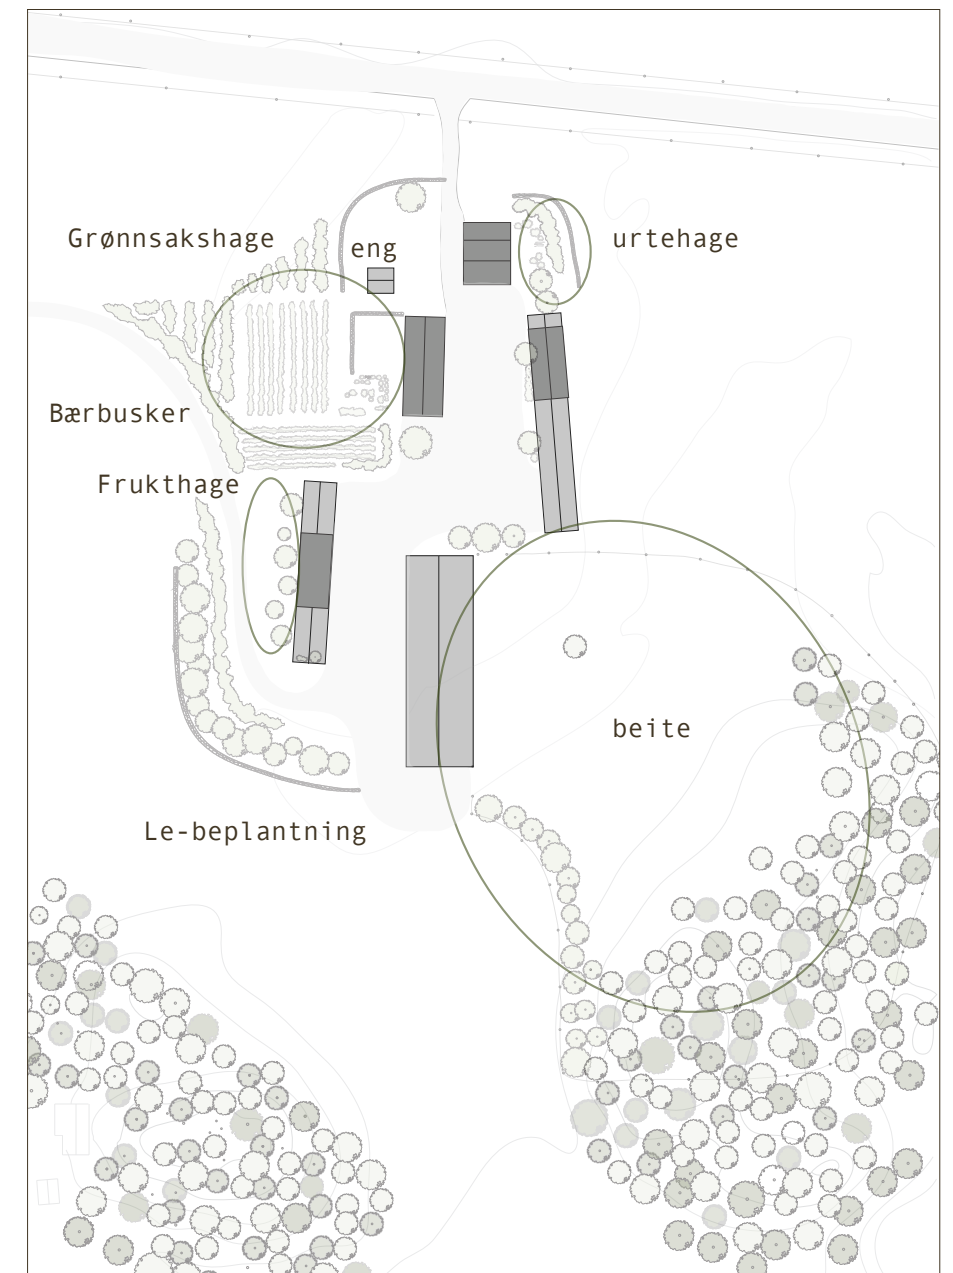 Grønnsakshage
eng
urtehage
Bærbusker
Frukthage
beite
Le-beplantning